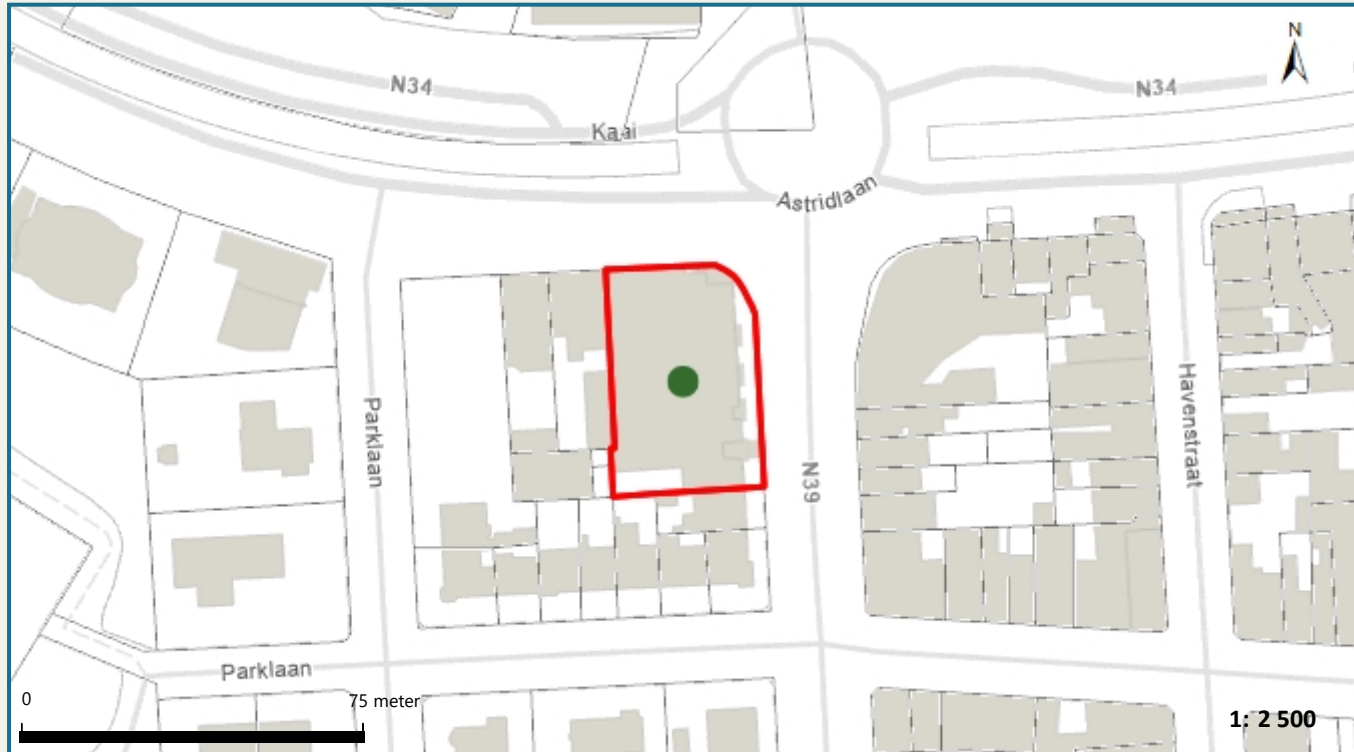 N
N34
N34
Kaai
Astridlaan
Parklaan
N39
Havenstraat
Parklaan
0
75 meter
1: 2 500